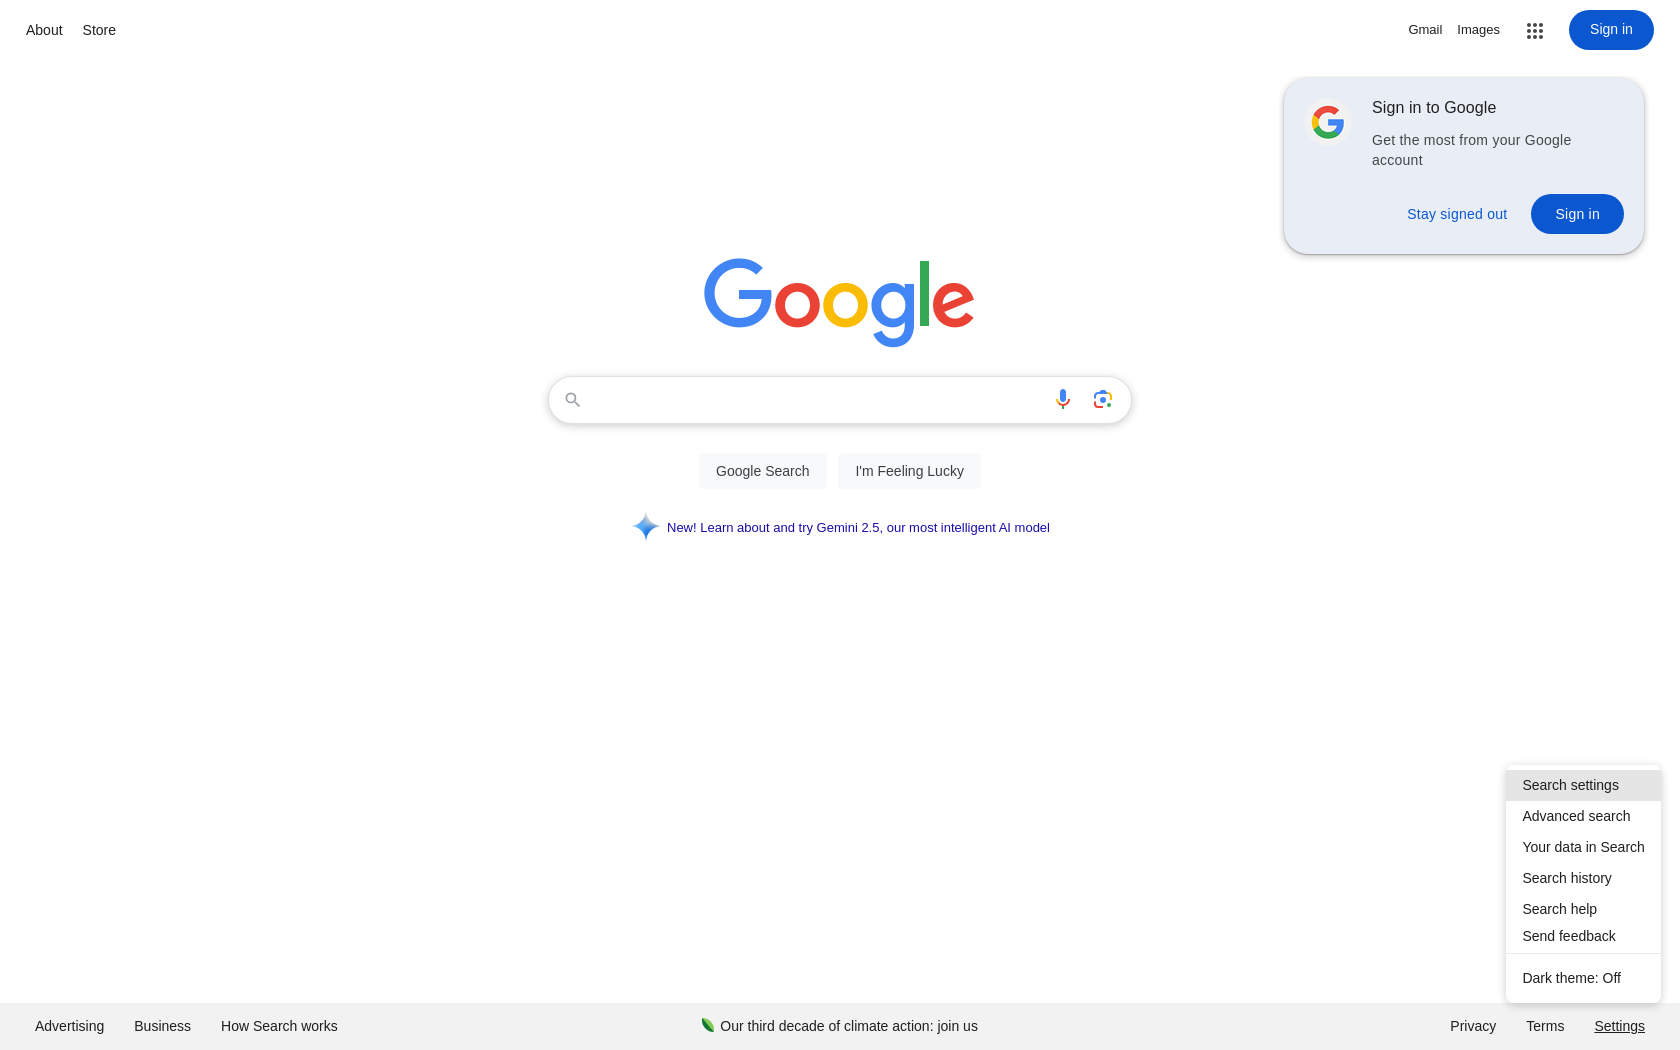 About Store
Gmail Images Sign in
Sign in to Google
Get the most from your Google
account
Stay signed out Sign in
Google
Google Search I'm Feeling Lucky
New! Learn about and try Gemini 2.5, our most intelligent AI model
Search settings
Advanced search
Your data in Search
Search history
Search help
Send feedback
Dark theme: Off
Advertising Business How Search works Our third decade of climate action: join us Privacy Terms Settings